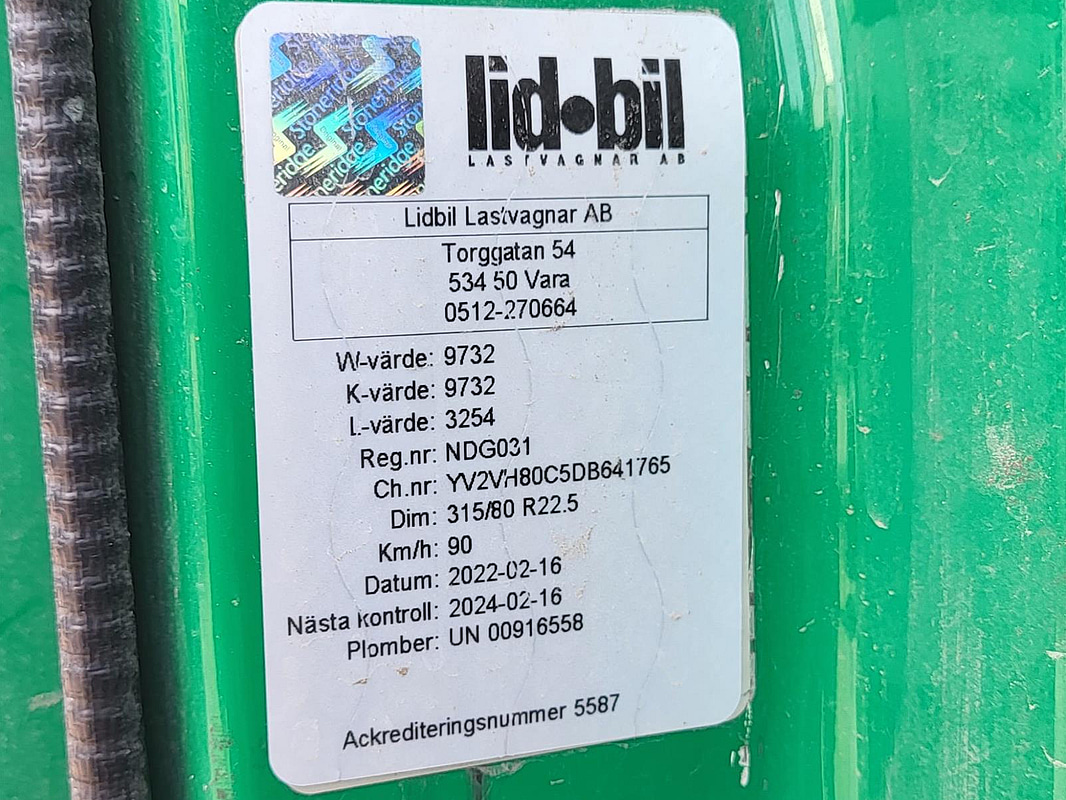 Stoneridge
lid•bil
LASTVAGNAR AB
Lidbil Lastvagnar AB
Torggatan 54
534 50 Vara
0512-270664
W-värde: 9732
K-värde: 9732
L-värde: 3254
Reg.nr: NDG031
Ch.nr: YV2VH80C5DB641765
Dim: 315/80 R22.5
Km/h: 90
Datum: 2022-02-16
Nästa kontroll: 2024-02-16
Plomber: UN 00916558
Ackrediteringsnummer 5587